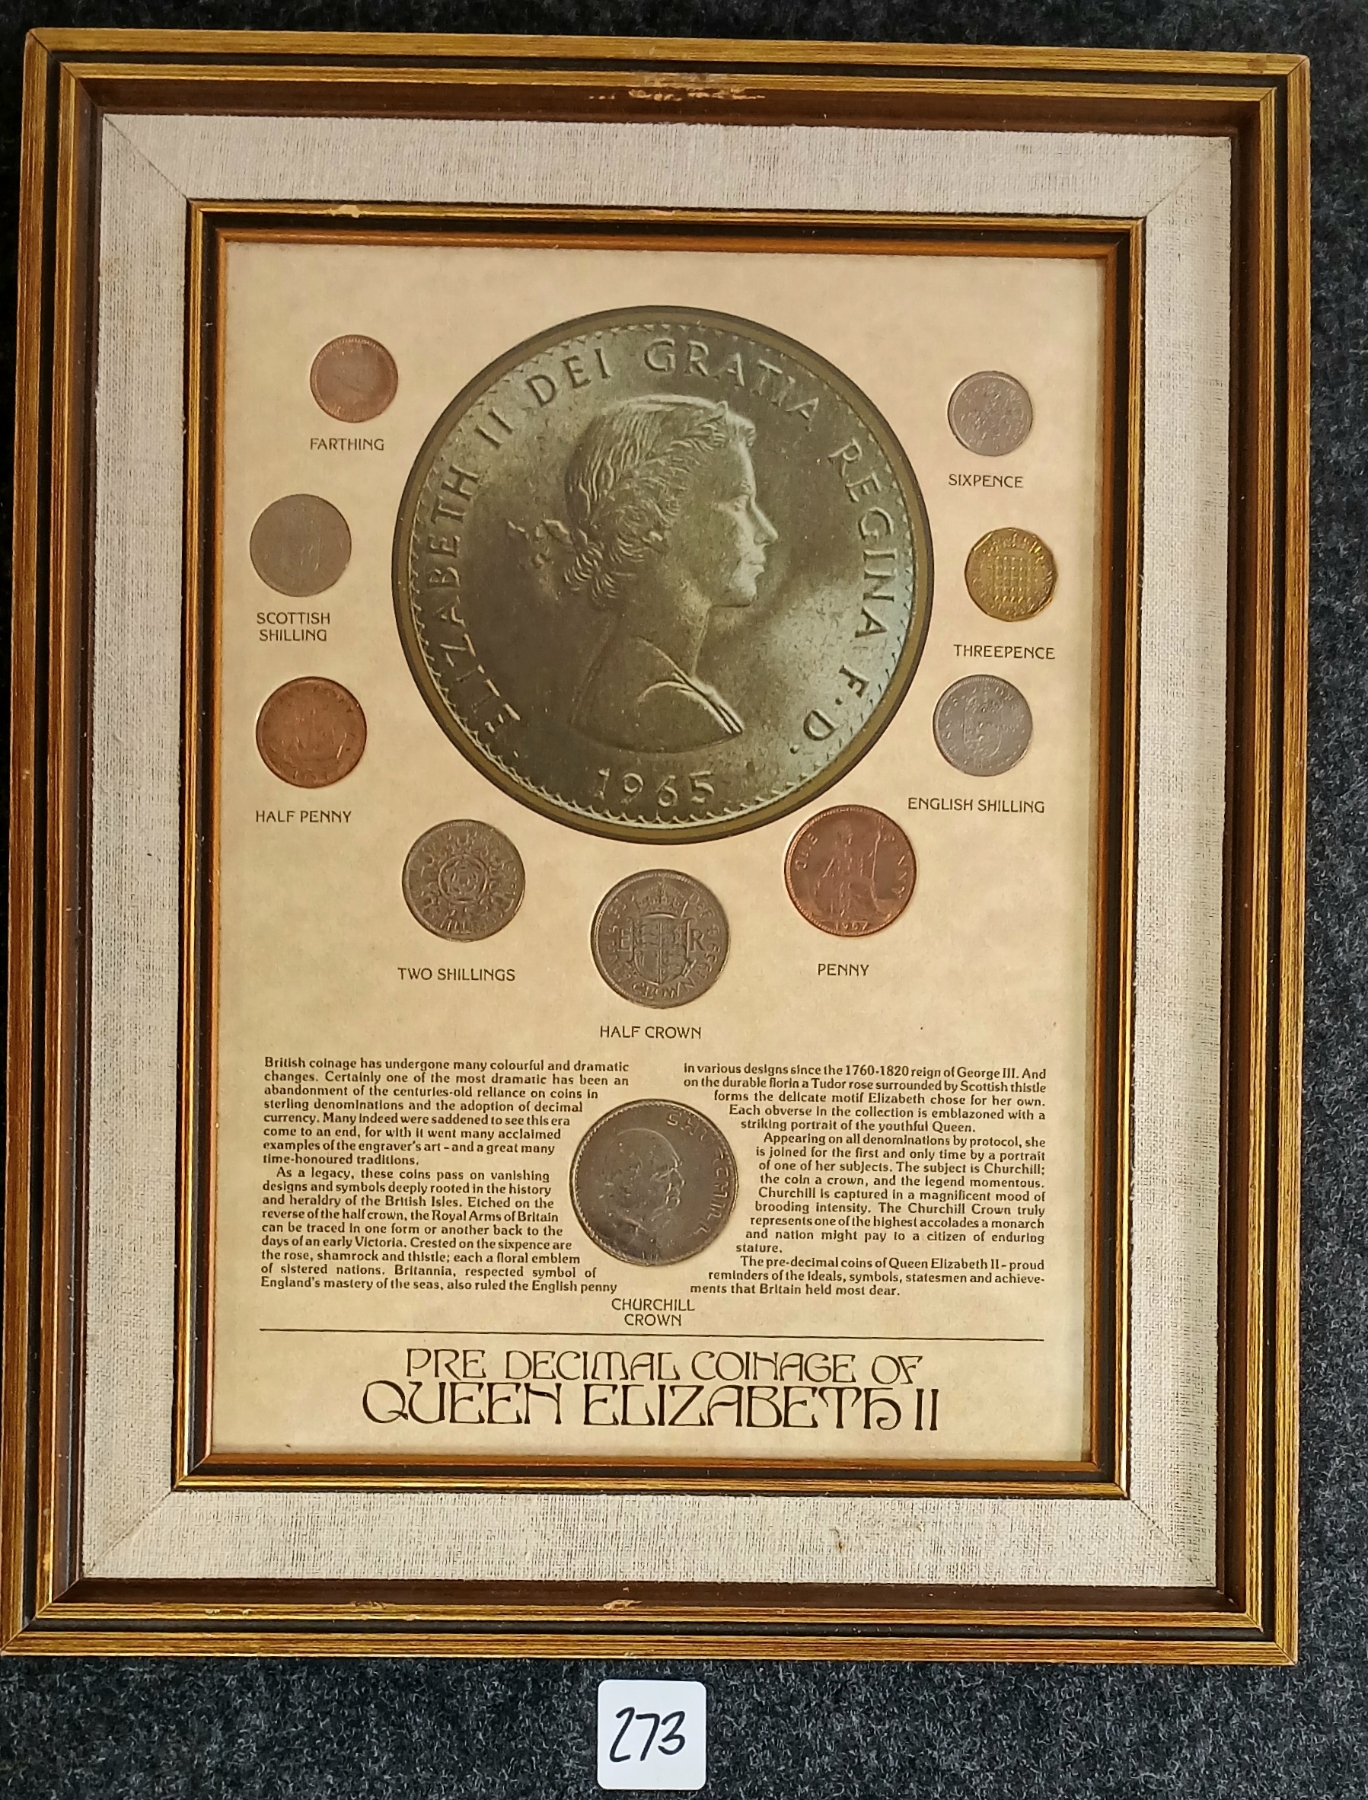 ELIZABETH II DEI GRATIA REGINA F.D.
1965
FARTHING
SIXPENCE
SCOTTISH
SHILLING
THREEPENCE
HALF PENNY
ENGLISH SHILLING
ONE PENNY
1967
TWO SHILLINGS
PENNY
E R
CROWN
HALF CROWN
British coinage has undergone many colourful and dramatic
changes. Certainly one of the most dramatic has been an
abandonment of the centuries-old reliance on coins in
sterling denominations and the adoption of decimal
currency. Many indeed were saddened to see this era
come to an end, for with it went many acclaimed
examples of the engraver's art – and a great many
time-honoured traditions.
As a legacy, these coins pass on vanishing
designs and symbols deeply rooted in the history
and heraldry of the British Isles. Etched on the
reverse of the half crown, the Royal Arms of Britain
can be traced in one form or another back to the
days of an early Victoria. Crested on the sixpence are
the rose, shamrock and thistle; each a floral emblem
of sistered nations. Britannia, respected symbol of
England's mastery of the seas, also ruled the English penny
in various designs since the 1760-1820 reign of George III. And
on the durable florin a Tudor rose surrounded by Scottish thistle
forms the delicate motif Elizabeth chose for her own.
Each obverse in the collection is emblazoned with a
striking portrait of the youthful Queen.
Appearing on all denominations by protocol, she
is joined for the first and only time by a portrait
of one of her subjects. The subject is Churchill;
the coin a crown, and the legend momentous.
Churchill is captured in a magnificent mood of
brooding intensity. The Churchill Crown truly
represents one of the highest accolades a monarch
and nation might pay to a citizen of enduring
stature.
The pre-decimal coins of Queen Elizabeth II – proud
reminders of the ideals, symbols, statesmen and achieve-
ments that Britain held most dear.
CHURCHILL
CHURCHILL
CROWN
PRE DECIMAL COINAGE OF
QUEEN ELIZABETH II
273